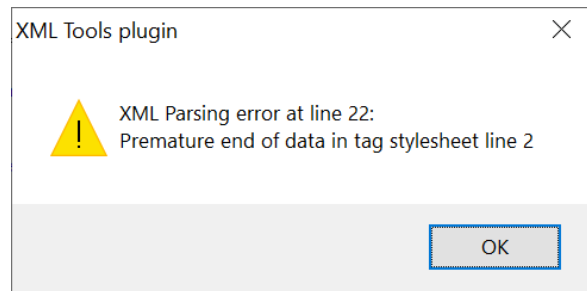 XML Tools plugin
XML Parsing error at line 22:
Premature end of data in tag stylesheet line 2
OK